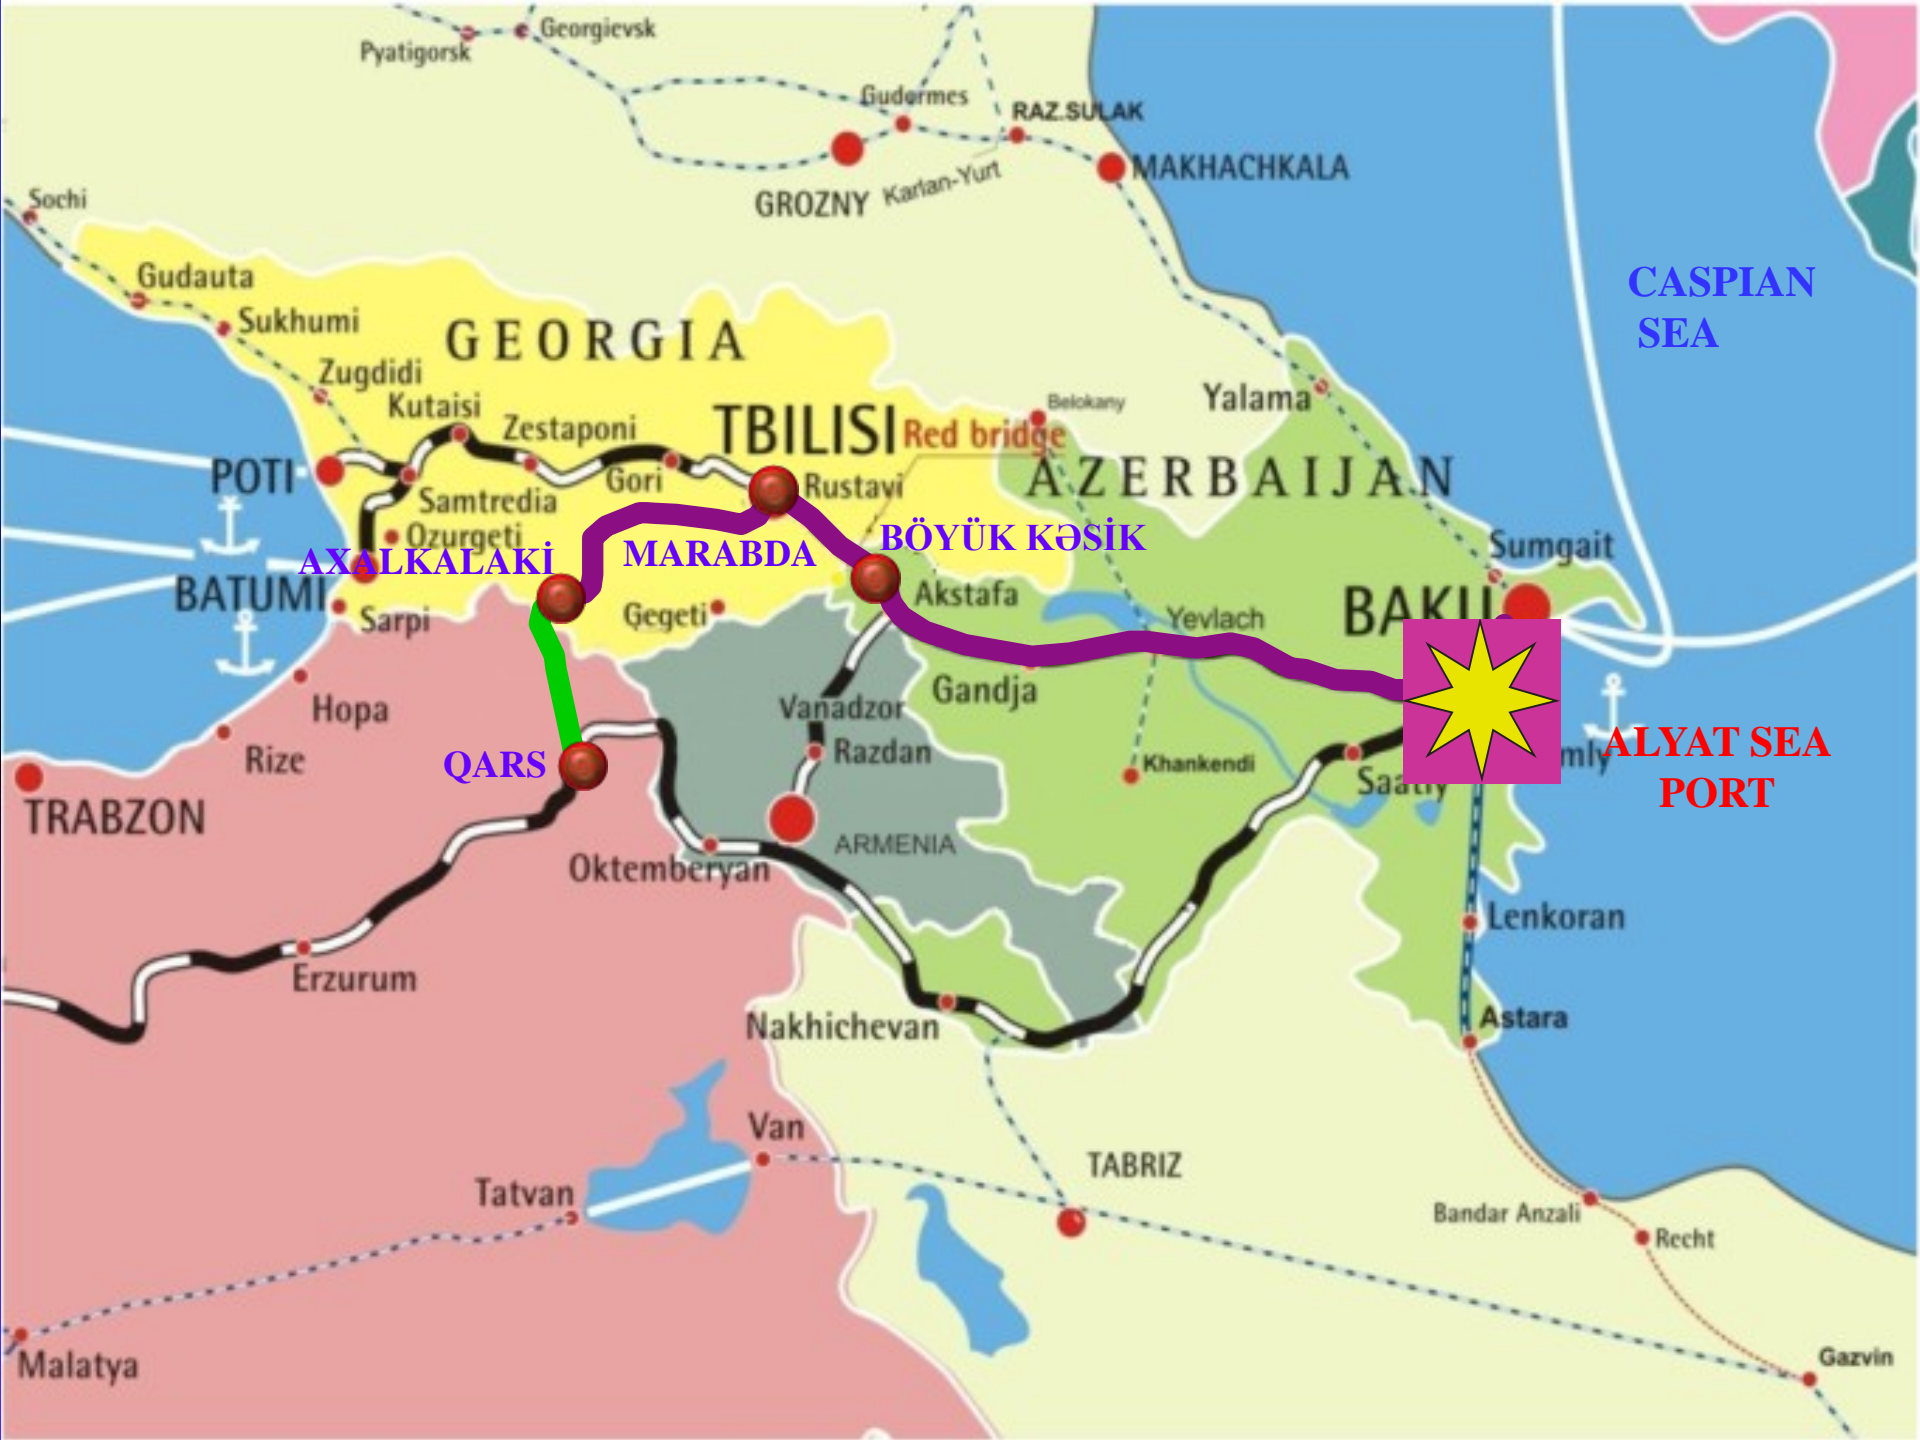 Georgievsk
Pyatigorsk
Gudermes
RAZ.SULAK
MAKHACHKALA
GROZNY
Karlan-Yurt
Sochi
Gudauta
Sukhumi
GEORGIA
CASPIAN
SEA
Zugdidi
Kutaisi
Zestaponi
TBILISI
Red bridge
Belokany
Yalama
POTI
Gori
Rustavi
AZERBAIJAN
Samtredia
Ozurgeti
AXALKALAKİ
MARABDA
BÖYÜK KƏSİK
Sumgait
BATUMI
Sarpi
Gegeti
Akstafa
Yevlach
BAKU
Hopa
Vanadzor
Gandja
Rize
QARS
Razdan
Khankendi
Saatly
mly
ALYAT SEA
PORT
TRABZON
ARMENIA
Oktemberyan
Lenkoran
Erzurum
Nakhichevan
Astara
Van
TABRIZ
Tatvan
Bandar Anzali
Recht
Malatya
Gazvin